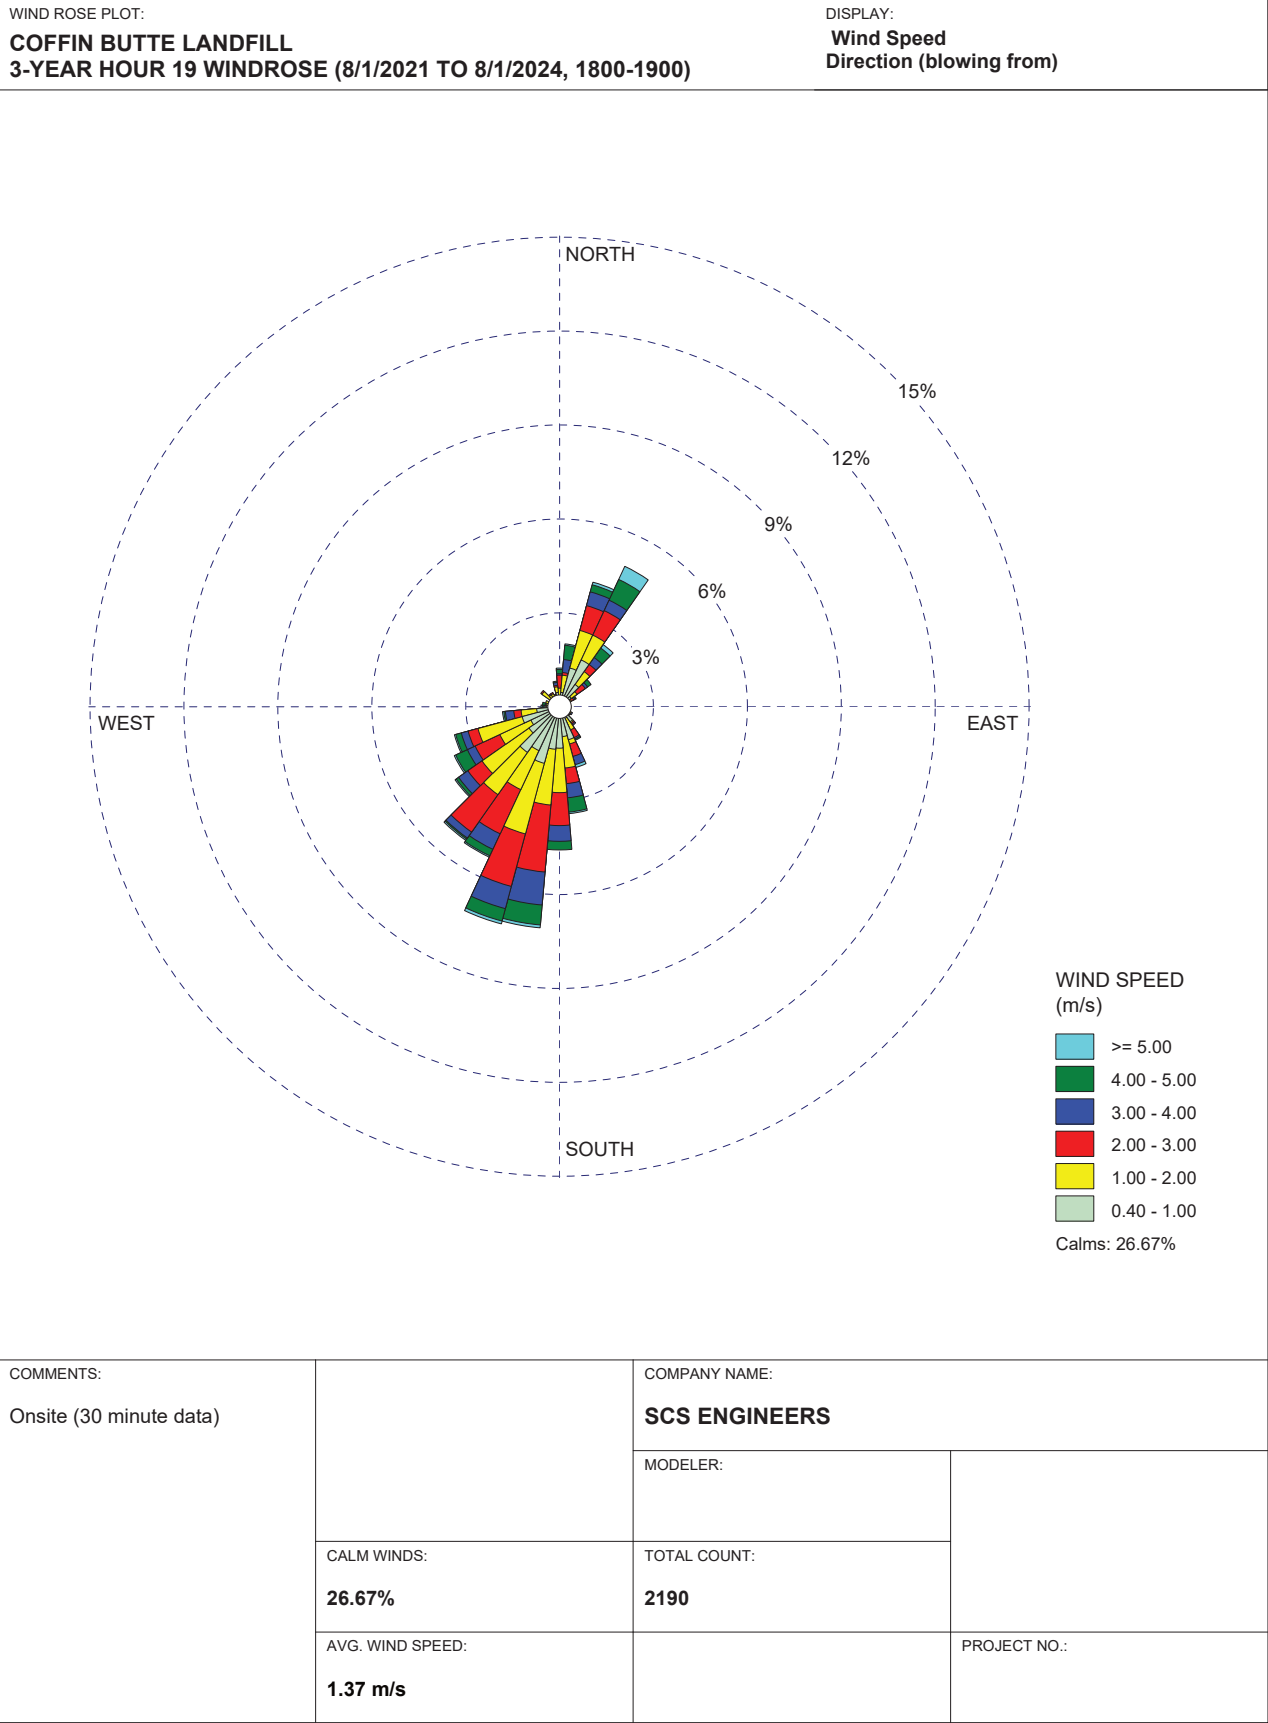 WIND ROSE PLOT:
COFFIN BUTTE LANDFILL
3-YEAR HOUR 19 WINDROSE (8/1/2021 TO 8/1/2024, 1800-1900)
DISPLAY:
Wind Speed
Direction (blowing from)
NORTH
15%
12%
9%
6%
3%
WEST
EAST
SOUTH
WIND SPEED
(m/s)
>= 5.00
4.00 - 5.00
3.00 - 4.00
2.00 - 3.00
1.00 - 2.00
0.40 - 1.00
Calms: 26.67%
COMMENTS:
Onsite (30 minute data)
COMPANY NAME:
SCS ENGINEERS
MODELER:
CALM WINDS:
26.67%
TOTAL COUNT:
2190
AVG. WIND SPEED:
1.37 m/s
PROJECT NO.: